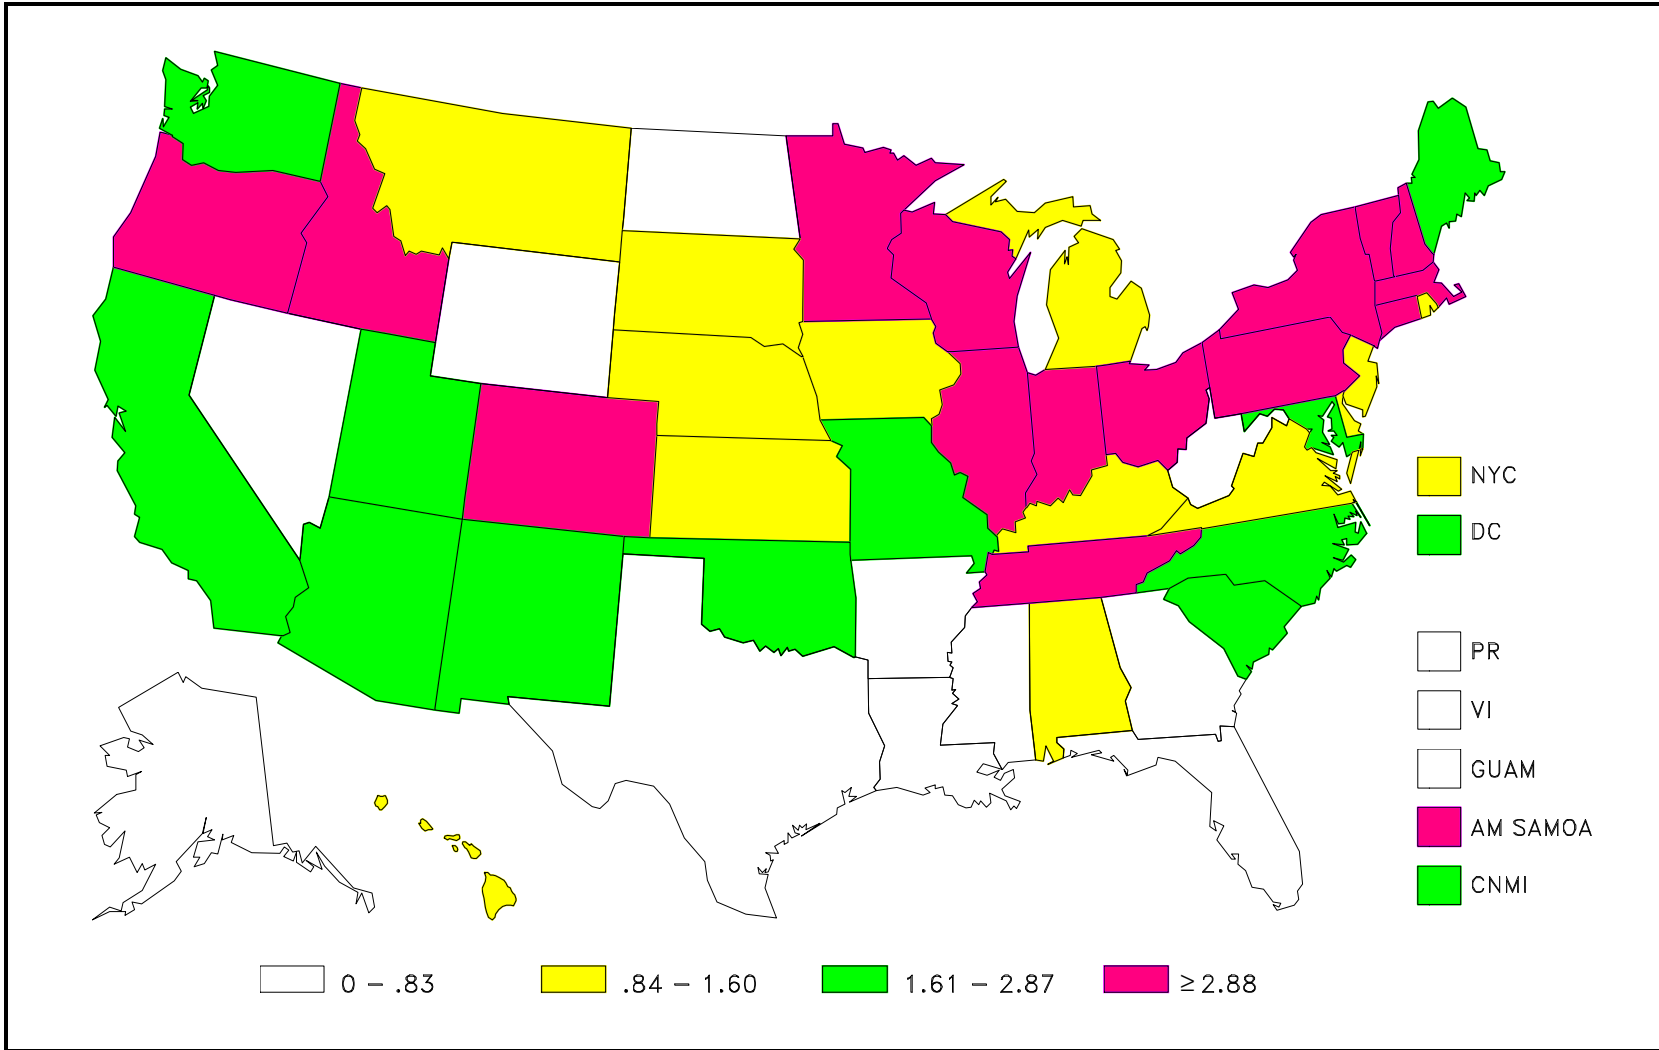 NYC
DC
PR
VI
GUAM
AM SAMOA
CNMI
0 – .83
.84 – 1.60
1.61 – 2.87
≥ 2.88